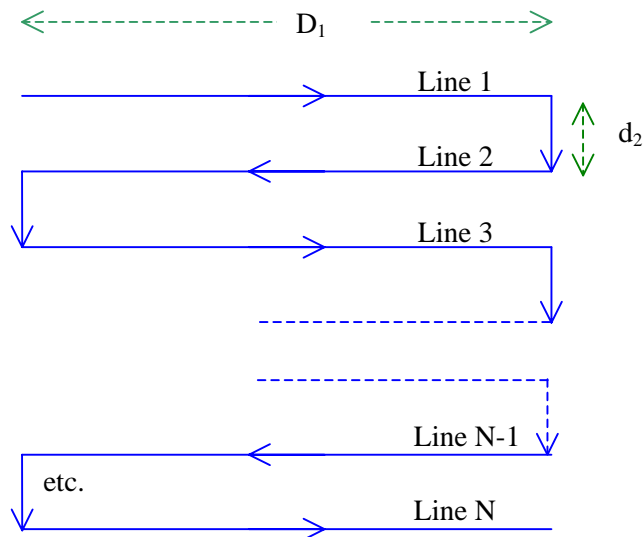 D₁
Line 1
d₂
Line 2
Line 3
Line N-1
etc.
Line N